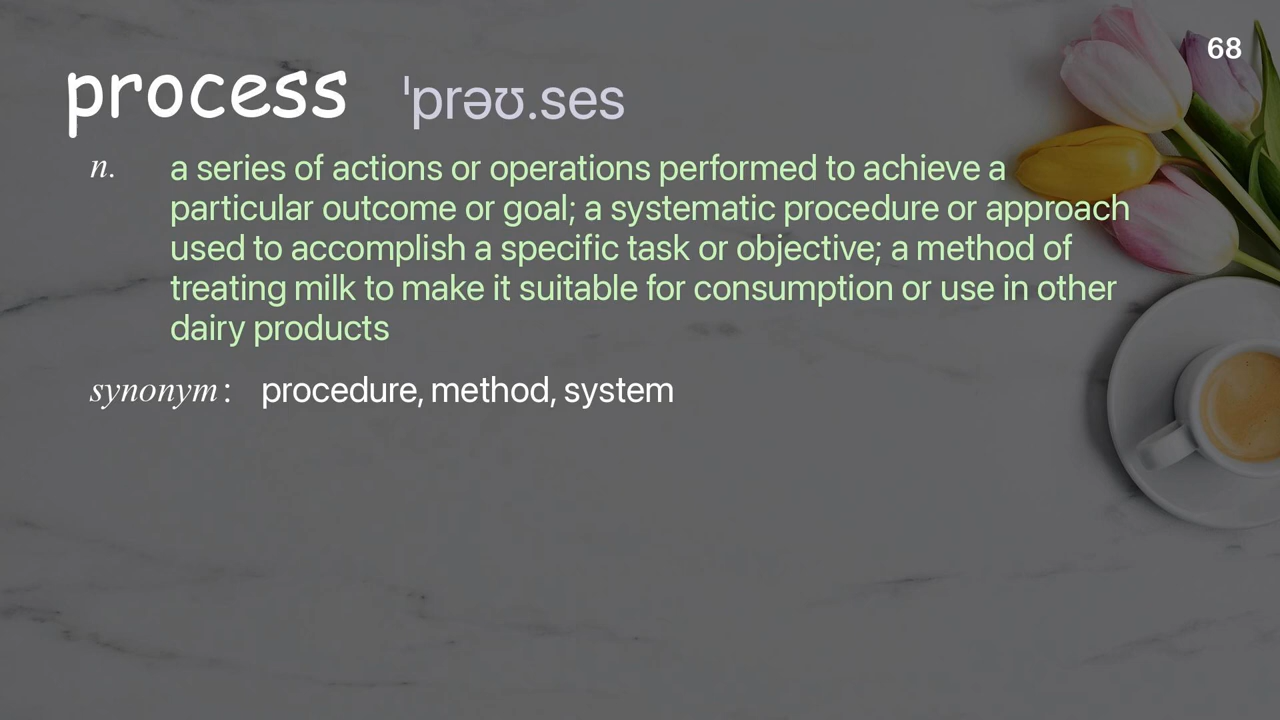 68
process ˈprəʊ.ses
n. a series of actions or operations performed to achieve a
particular outcome or goal; a systematic procedure or approach
used to accomplish a specific task or objective; a method of
treating milk to make it suitable for consumption or use in other
dairy products
synonym: procedure, method, system